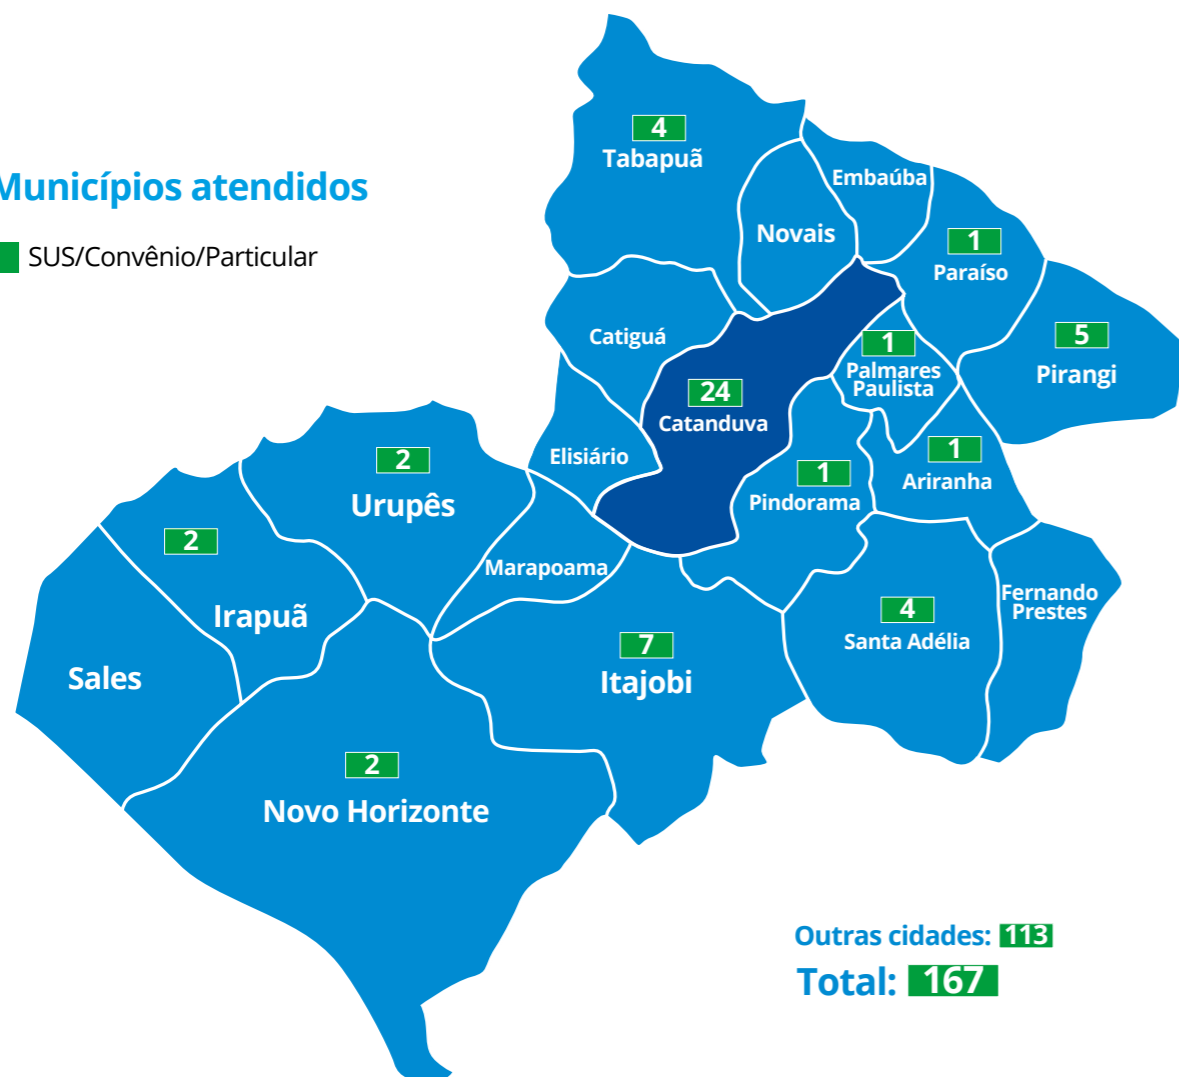 Municípios atendidos
SUS/Convênio/Particular
4
Tabapuã
Embaúba
Novais
1
Paraíso
Catiguá
5
Pirangi
1
Palmares
Paulista
24
Catanduva
Elisiário
1
Ariranha
1
Pindorama
2
Urupês
2
Irapuã
Marapoama
Fernando
Prestes
4
Santa Adélia
7
Itajobi
Sales
2
Novo Horizonte
Outras cidades: 113
Total: 167